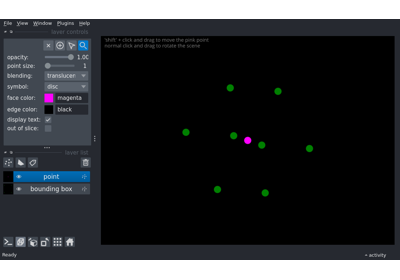 File View Window Plugins Help
layer controls
opacity: 1.00
point size: 1
blending: translucen
symbol: disc
face color: magenta
edge color: black
display text:
out of slice:
layer list
point
bounding box
Shift + click and drag to move the pink point
normal click and drag to rotate the scene
Ready
activity